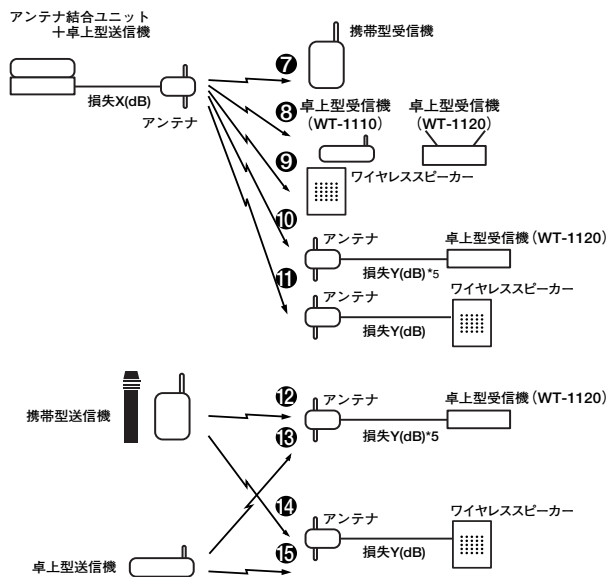 アンテナ結合ユニット
＋卓上型送信機
損失X(dB)
アンテナ
❼
携帯型受信機
❽
卓上型受信機
(WT-1110)
卓上型受信機
(WT-1120)
❾
ワイヤレススピーカー
❿
アンテナ
卓上型受信機(WT-1120)
損失Y(dB)*5
⓫
アンテナ
ワイヤレススピーカー
損失Y(dB)
携帯型送信機
⓬
アンテナ
卓上型受信機(WT-1120)
⓭
損失Y(dB)*5
⓮
アンテナ
ワイヤレススピーカー
⓯
損失Y(dB)
卓上型送信機